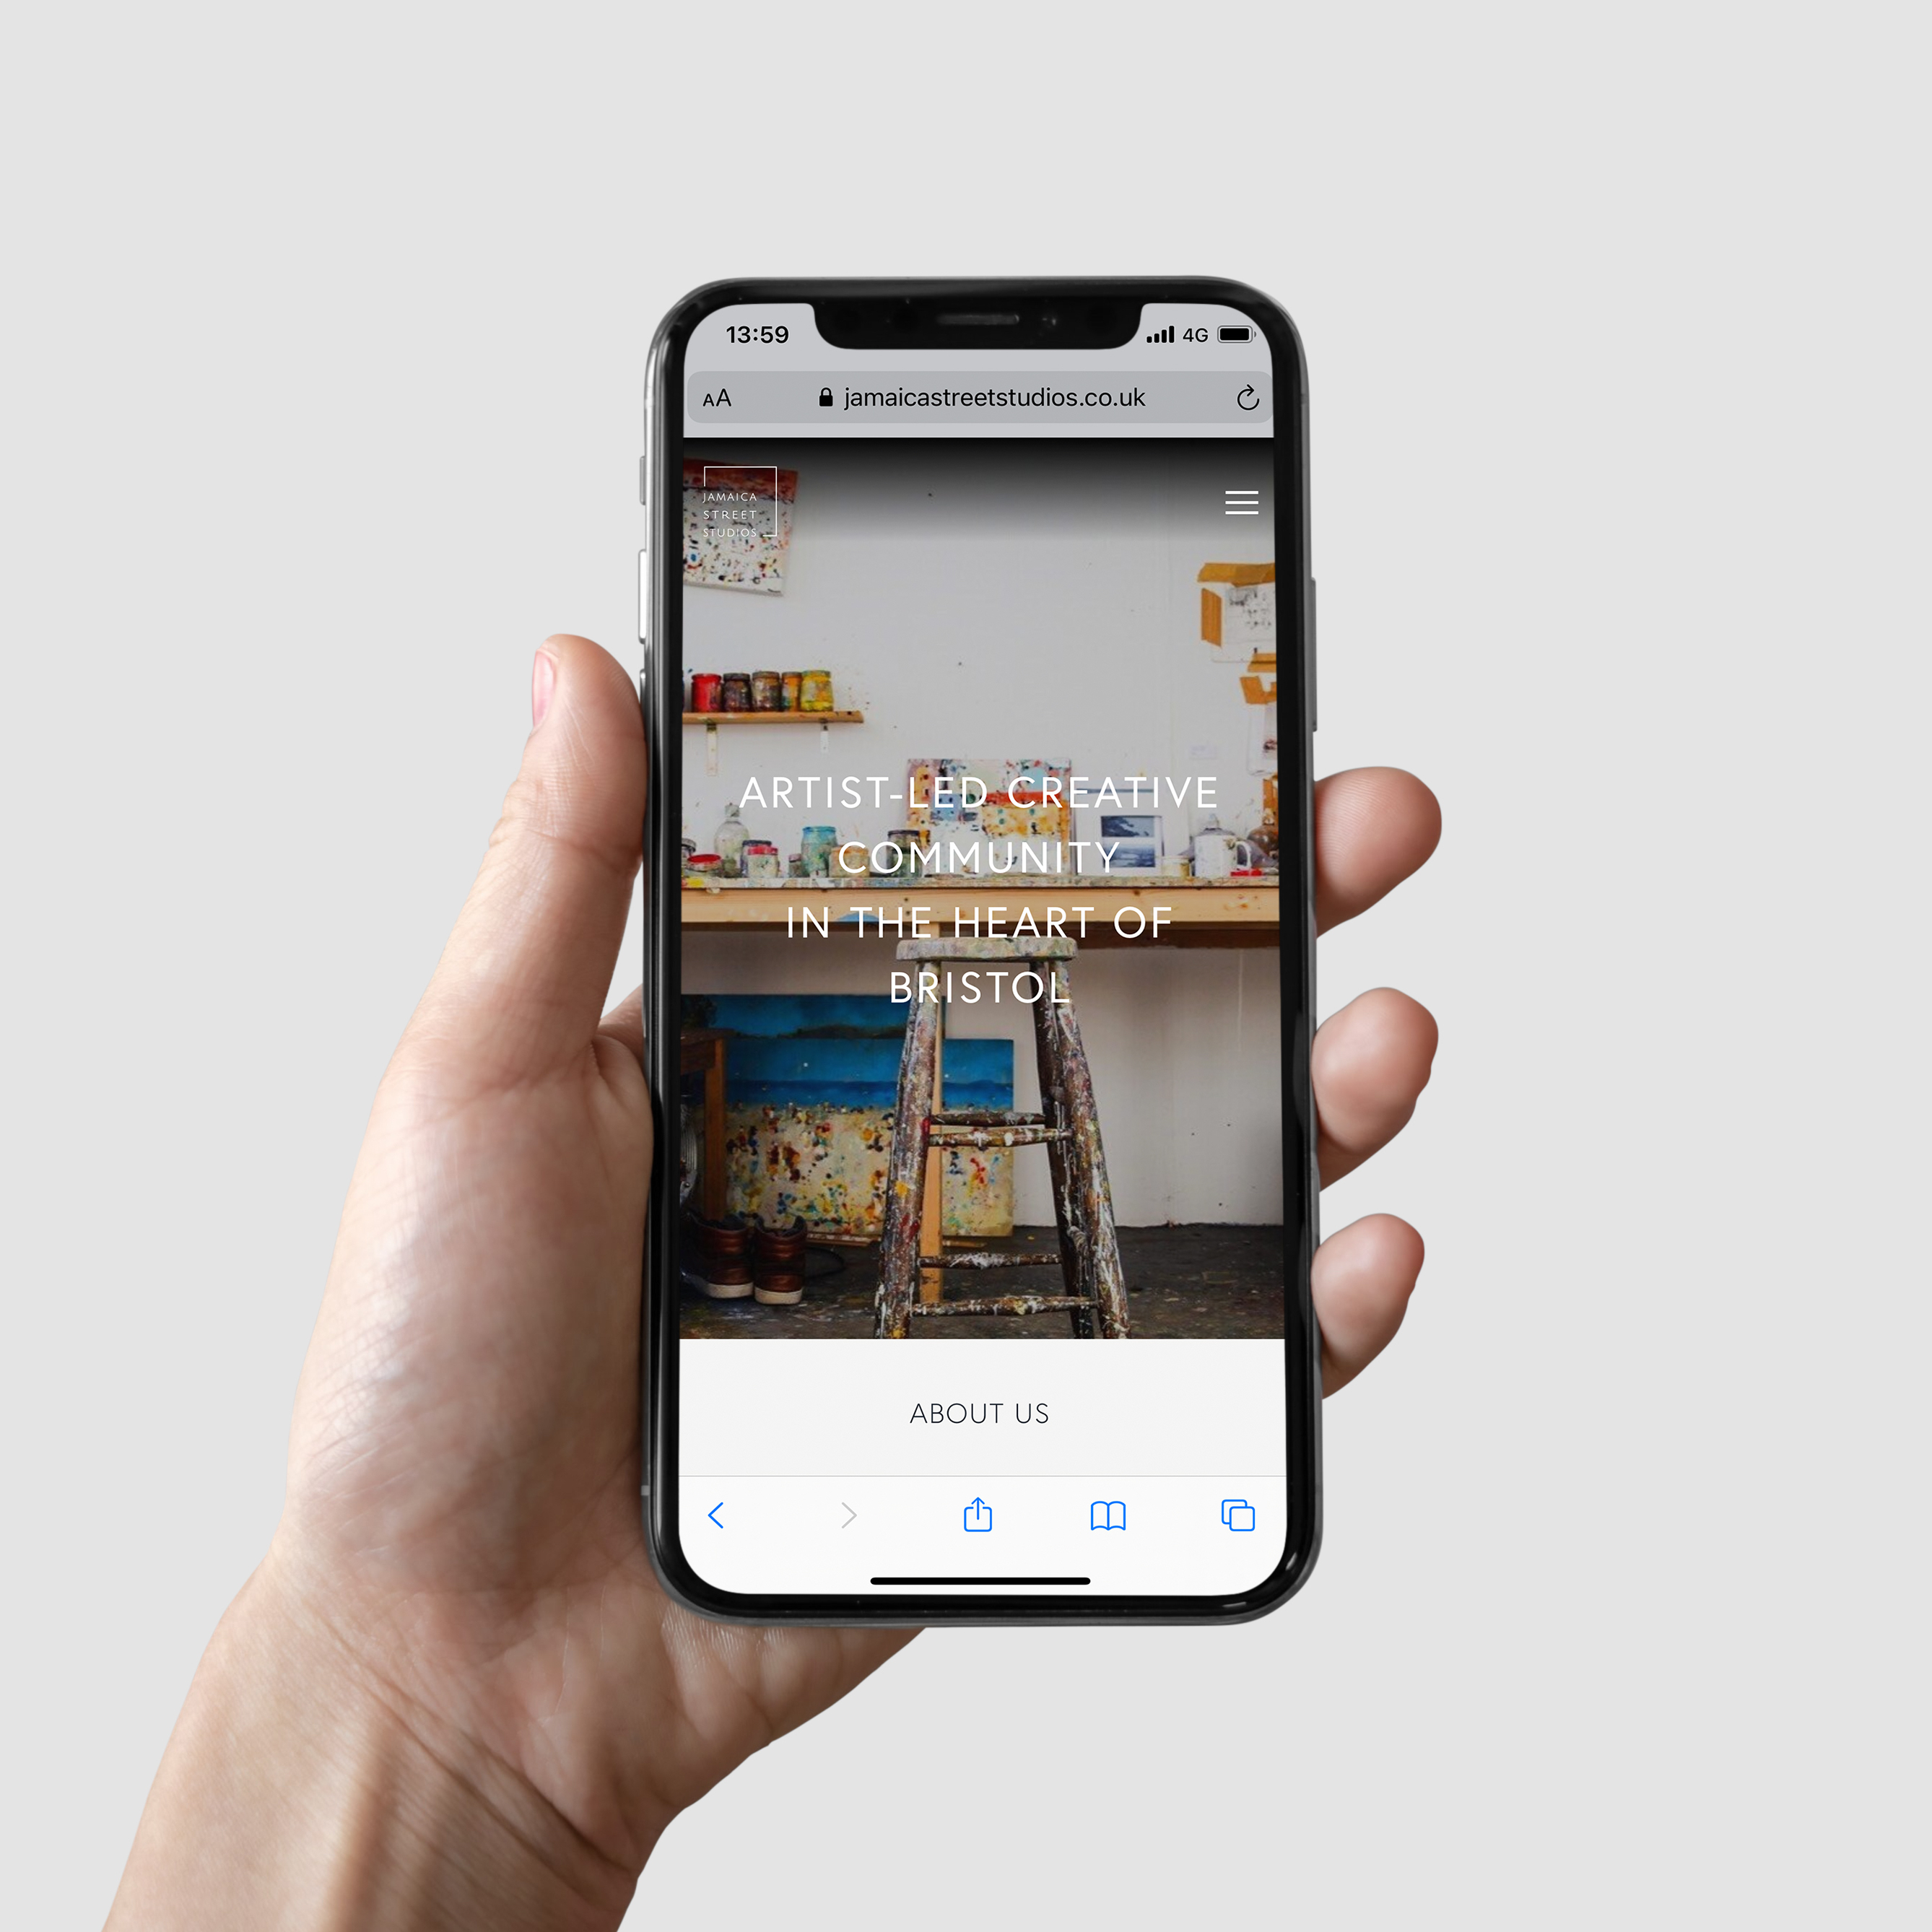 13:59 4G
AA jamaicastreetstudios.co.uk
JAMAICA
STREET
STUDIOS
ARTIST-LED CREATIVE
COMMUNITY
IN THE HEART OF
BRISTOL
ABOUT US